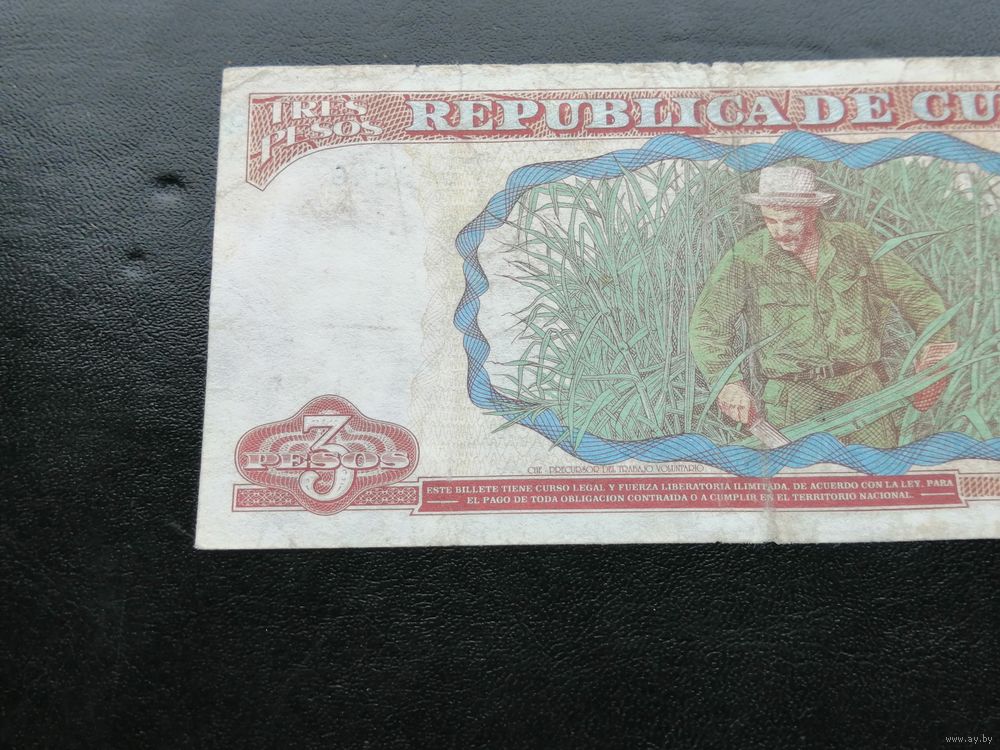 TRES
PESOS
REPUBLICA DE CU
3
PESOS
CHE - PRECURSOR DEL TRABAJO VOLUNTARIO
ESTE BILLETE TIENE CURSO LEGAL Y FUERZA LIBERATORIA ILIMITADA, DE ACUERDO CON LA LEY, PARA
EL PAGO DE TODA OBLIGACION CONTRAIDA O A CUMPLIR EN EL TERRITORIO NACIONAL.
www.ay.by